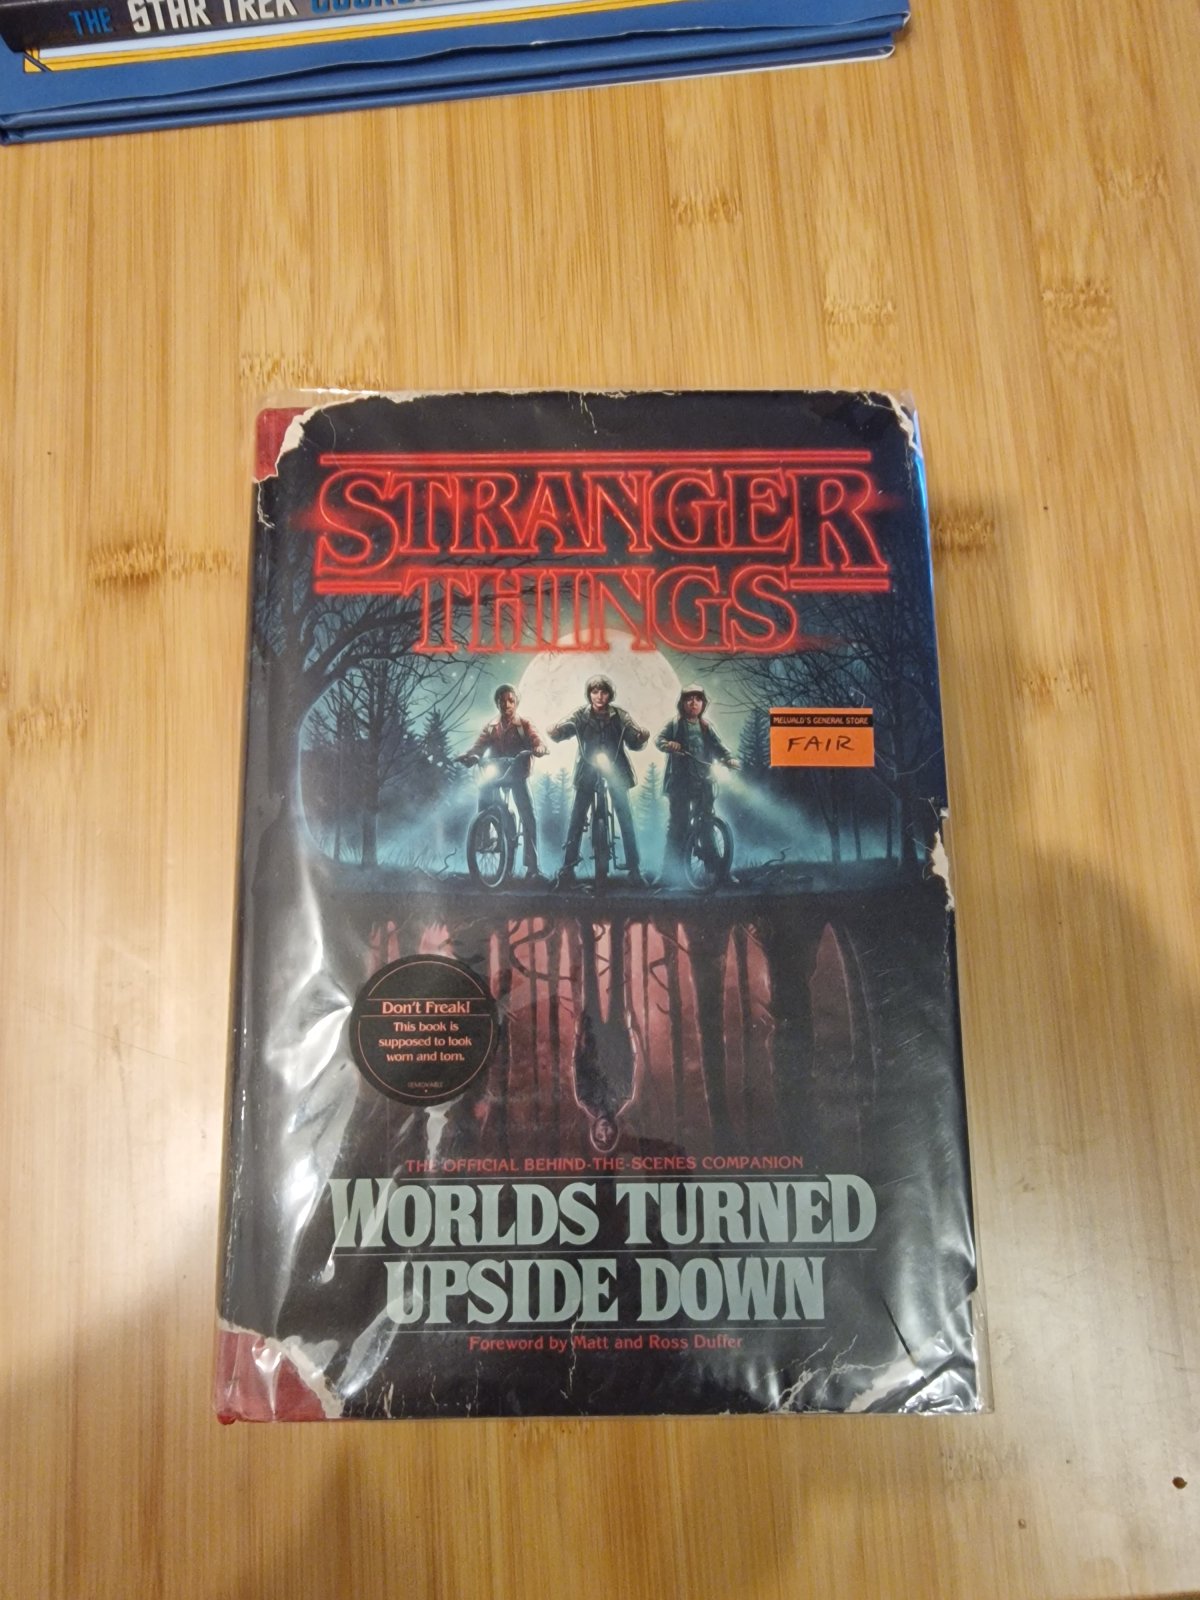 THE STAR TREK
STRANGER
THINGS
MELVALD'S GENERAL STORE
FAIR
Don't Freak!
This book is
supposed to look
worn and torn.
REMOVABLE
THE OFFICIAL BEHIND-THE-SCENES COMPANION
WORLDS TURNED
UPSIDE DOWN
Foreword by Matt and Ross Duffer